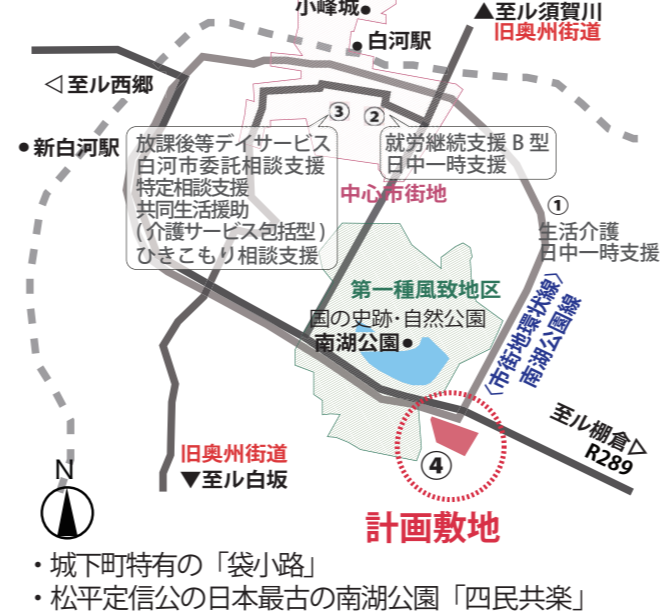 小峰城
白河駅
▲至ル須賀川
旧奥州街道
◁至ル西郷
新白河駅
③
放課後等デイサービス
白河市委託相談支援
特定相談支援
共同生活援助
(介護サービス包括型)
ひきこもり相談支援
②
就労継続支援B型
日中一時支援
中心市街地
①
生活介護
日中一時支援
第一種風致地区
国の史跡・自然公園
南湖公園
〈市街地環状線〉
南湖公園線
至ル棚倉▷
R289
④
計画敷地
旧奥州街道
▼至ル白坂
N
・城下町特有の「袋小路」
・松平定信公の日本最古の南湖公園「四民共楽」